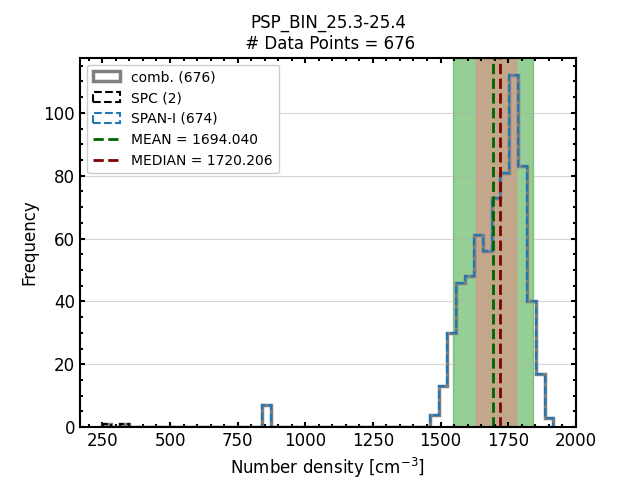 PSP_BIN_25.3-25.4
# Data Points = 676
comb. (676)
SPC (2)
SPAN-I (674)
MEAN = 1694.040
MEDIAN = 1720.206
Frequency
100
80
60
40
20
0
250 500 750 1000 1250 1500 1750 2000
Number density [cm⁻³]